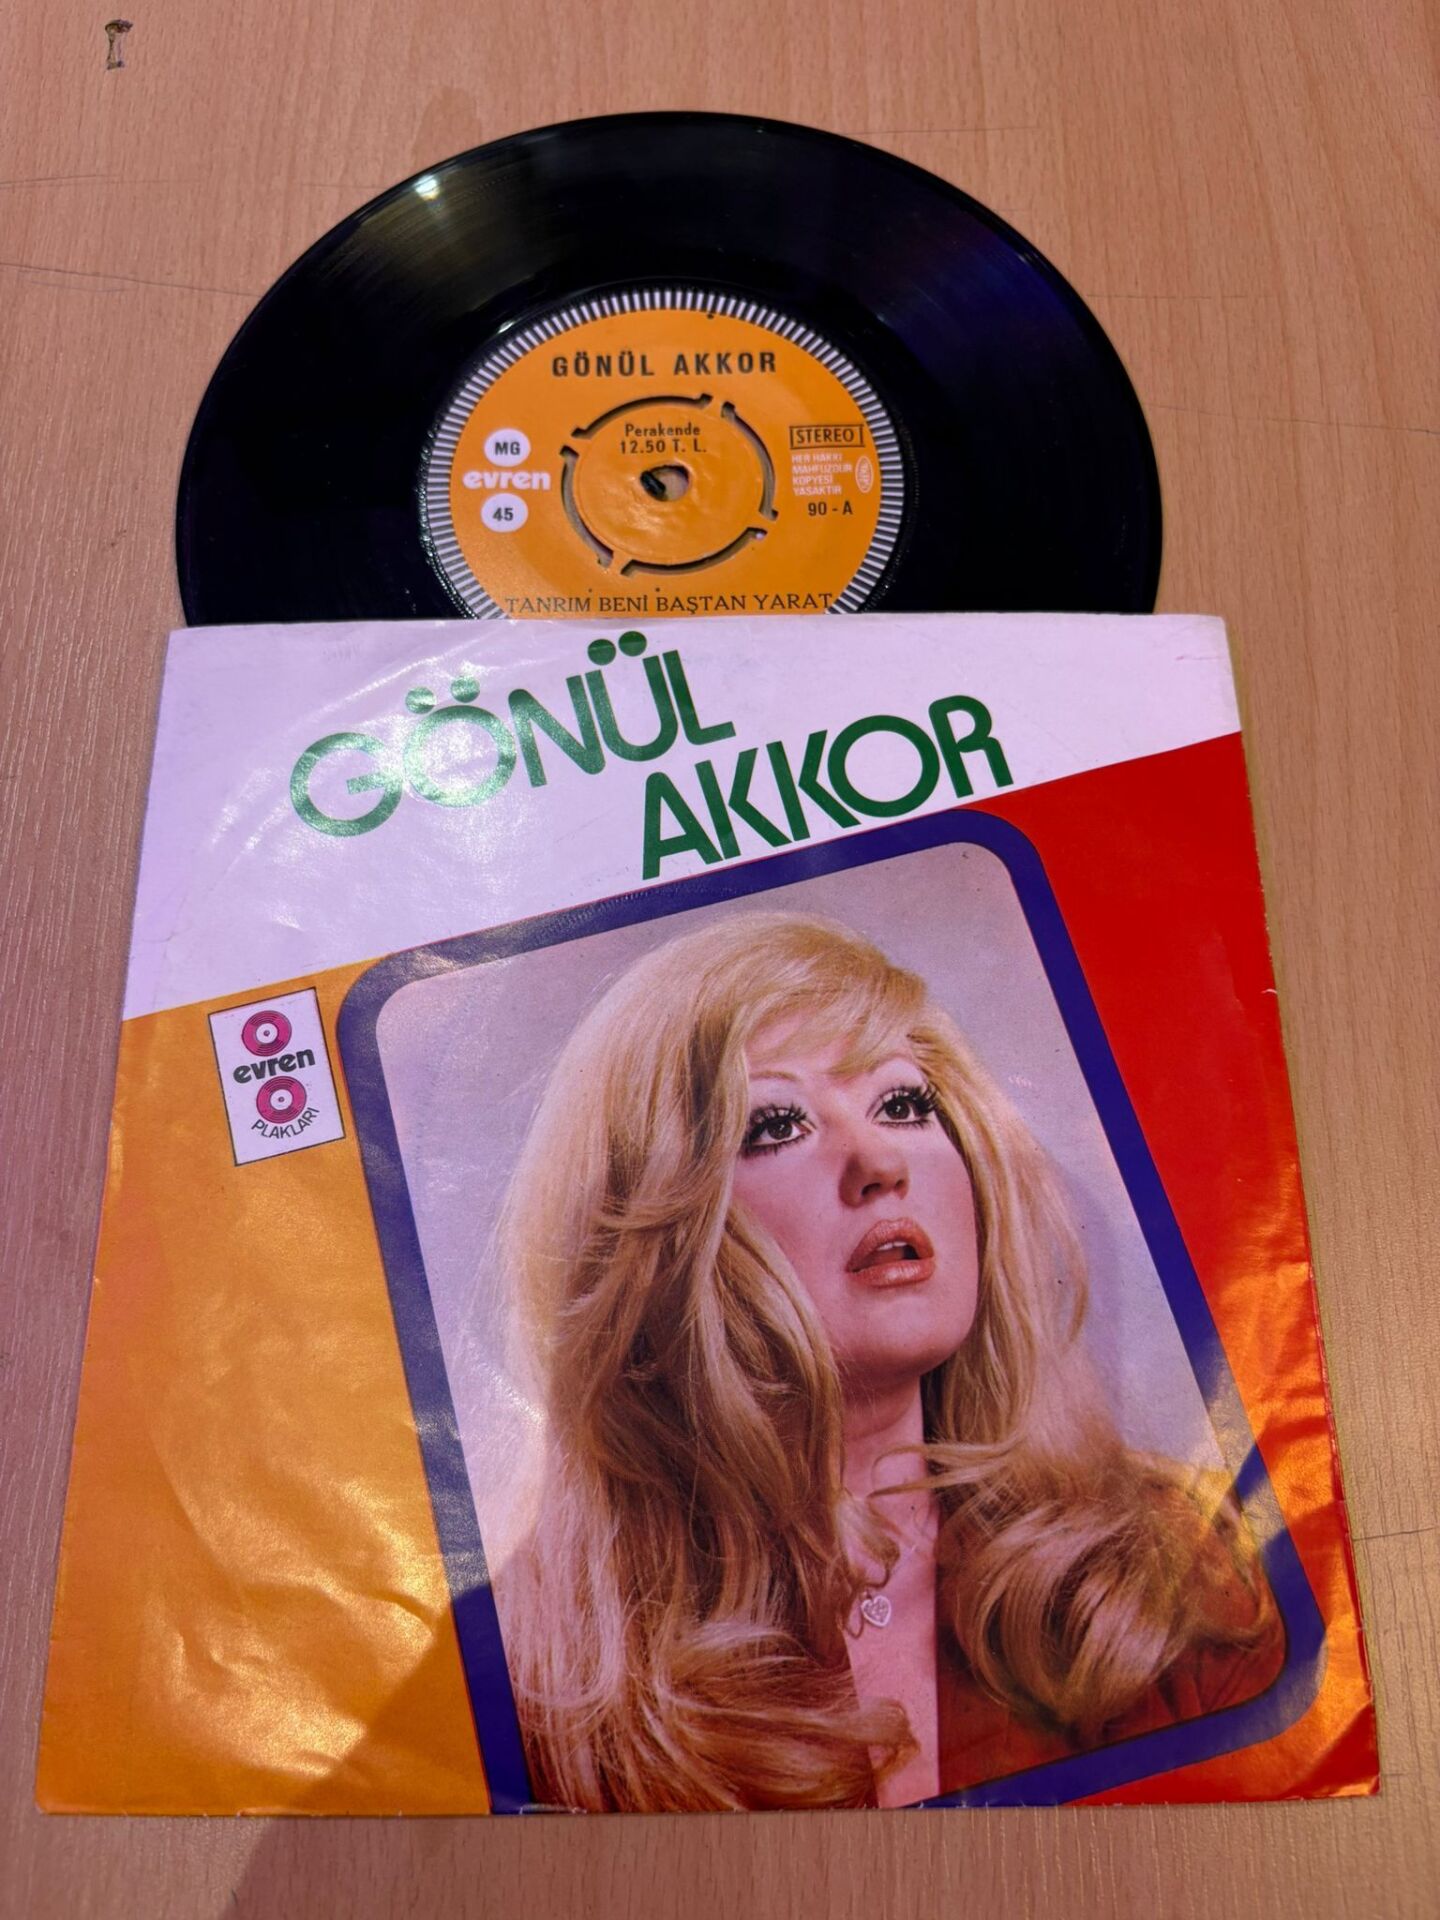 GÖNÜL AKKOR
Perakende
12.50 T. L.
MG
evren
45
STEREO
HER HAKKI
MAHFUZDUR
KOPYESİ
YASAKTIR
90 - A
TANRIM BENİ BAŞTAN YARAT
GÖNÜL
AKKOR
evren
PLAKLARI